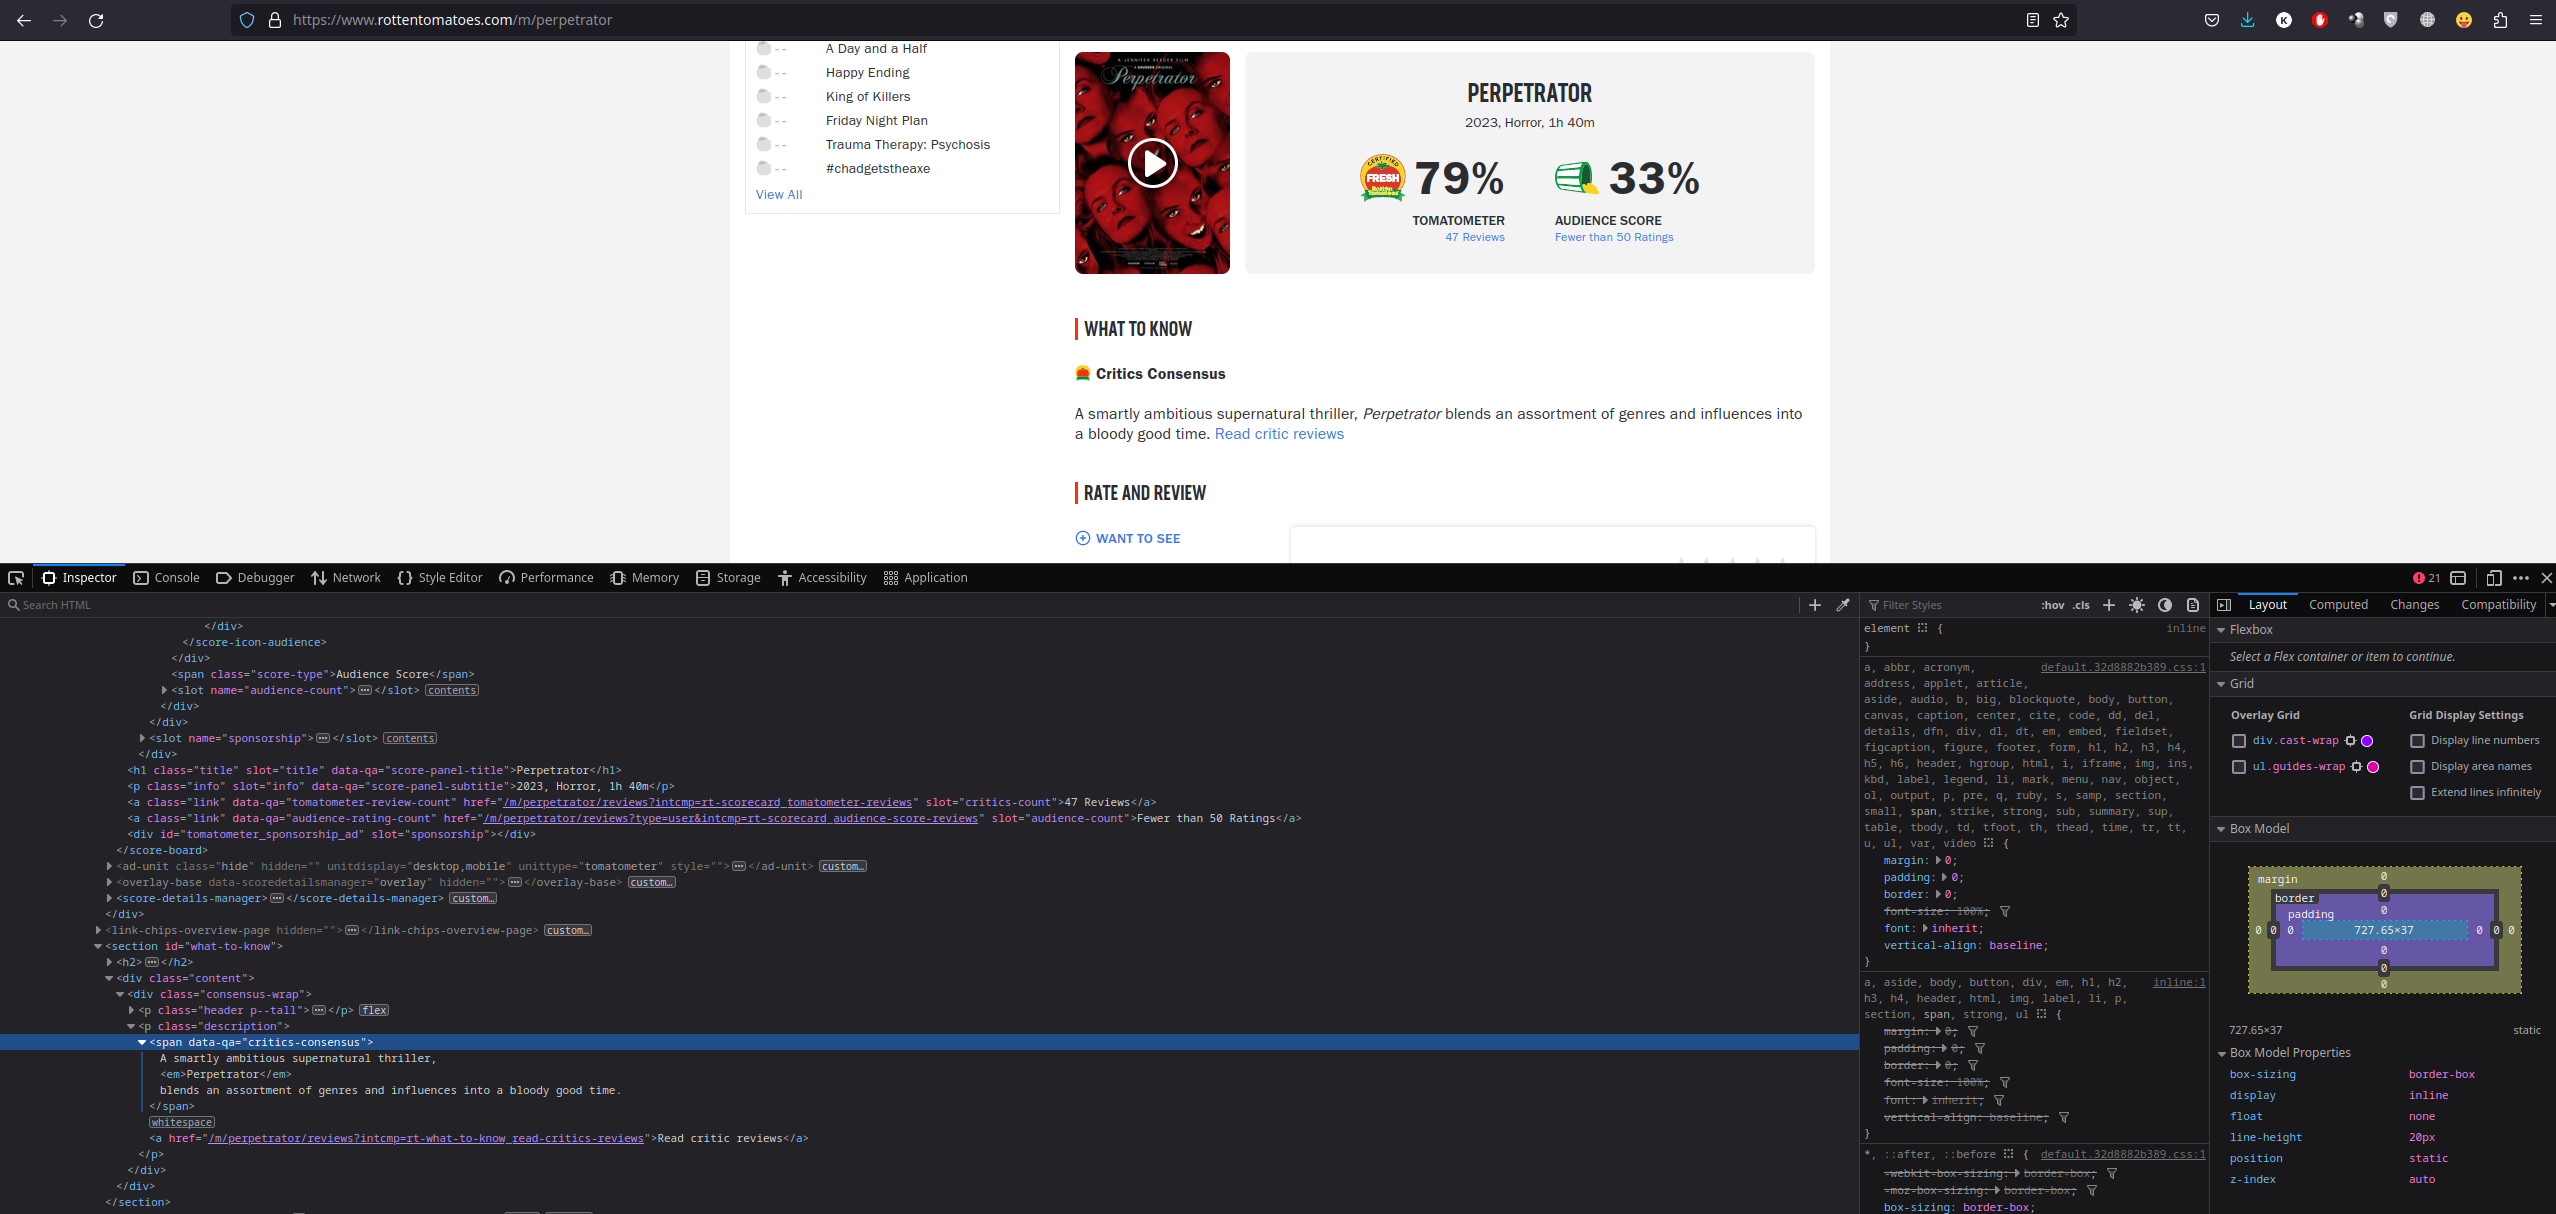 https://www.rottentomatoes.com/m/perpetrator
-- A Day and a Half
-- Happy Ending
-- King of Killers
-- Friday Night Plan
-- Trauma Therapy: Psychosis
-- #chadgetstheaxe
View All
A JENNIFER REEDER FILM
A SHUDDER ORIGINAL
Perpetrator
PERPETRATOR
2023, Horror, 1h 40m
CERTIFIED FRESH Rotten Tomatoes 79%
33%
TOMATOMETER
47 Reviews
AUDIENCE SCORE
Fewer than 50 Ratings
WHAT TO KNOW
Critics Consensus
A smartly ambitious supernatural thriller, Perpetrator blends an assortment of genres and influences into
a bloody good time. Read critic reviews
RATE AND REVIEW
WANT TO SEE
Inspector Console Debugger Network Style Editor Performance Memory Storage Accessibility Application 21
Search HTML
</div>
</score-icon-audience>
</div>
<span class="score-type">Audience Score</span>
<slot name="audience-count"></slot> contents
</div>
</div>
<slot name="sponsorship"></slot> contents
</div>
<h1 class="title" slot="title" data-qa="score-panel-title">Perpetrator</h1>
<p class="info" slot="info" data-qa="score-panel-subtitle">2023, Horror, 1h 40m</p>
<a class="link" data-qa="tomatometer-review-count" href="/m/perpetrator/reviews?intcmp=rt-scorecard_tomatometer-reviews" slot="critics-count">47 Reviews</a>
<a class="link" data-qa="audience-rating-count" href="/m/perpetrator/reviews?type=user&intcmp=rt-scorecard_audience-score-reviews" slot="audience-count">Fewer than 50 Ratings</a>
<div id="tomatometer_sponsorship_ad" slot="sponsorship"></div>
</score-board>
<ad-unit class="hide" hidden="" unitdisplay="desktop,mobile" unittype="tomatometer" style=""></ad-unit> custom…
<overlay-base data-scoredetailsmanager="overlay" hidden=""></overlay-base> custom…
<score-details-manager></score-details-manager> custom…
</div>
<link-chips-overview-page hidden=""></link-chips-overview-page> custom…
<section id="what-to-know">
<h2></h2>
<div class="content">
<div class="consensus-wrap">
<p class="header p--tall"></p> flex
<p class="description">
<span data-qa="critics-consensus">
A smartly ambitious supernatural thriller,
<em>Perpetrator</em>
blends an assortment of genres and influences into a bloody good time.
</span>
whitespace
<a href="/m/perpetrator/reviews?intcmp=rt-what-to-know_read-critics-reviews">Read critic reviews</a>
</p>
</div>
</div>
</section>
Filter Styles :hov .cls
element { inline
}
a, abbr, acronym, default.32d8882b389.css:1
address, applet, article,
aside, audio, b, big, blockquote, body, button,
canvas, caption, center, cite, code, dd, del,
details, dfn, div, dl, dt, em, embed, fieldset,
figcaption, figure, footer, form, h1, h2, h3, h4,
h5, h6, header, hgroup, html, i, iframe, img, ins,
kbd, label, legend, li, mark, menu, nav, object,
ol, output, p, pre, q, ruby, s, samp, section,
small, span, strike, strong, sub, summary, sup,
table, tbody, td, tfoot, th, thead, time, tr, tt,
u, ul, var, video {
margin: 0;
padding: 0;
border: 0;
font-size: 100%;
font: inherit;
vertical-align: baseline;
}
a, aside, body, button, div, em, h1, h2, inline:1
h3, h4, header, html, img, label, li, p,
section, span, strong, ul {
margin: 0;
padding: 0;
border: 0;
font-size: 100%;
font: inherit;
vertical-align: baseline;
}
*, ::after, ::before { default.32d8882b389.css:1
-webkit-box-sizing: border-box;
-moz-box-sizing: border-box;
box-sizing: border-box;
Layout Computed Changes Compatibility
Flexbox
Select a Flex container or item to continue.
Grid
Overlay Grid
div.cast-wrap
ul.guides-wrap
Grid Display Settings
Display line numbers
Display area names
Extend lines infinitely
Box Model
margin 0
border 0
padding 0
0 0 0 727.65×37 0 0 0
0
0
0
727.65×37 static
Box Model Properties
box-sizing border-box
display inline
float none
line-height 20px
position static
z-index auto